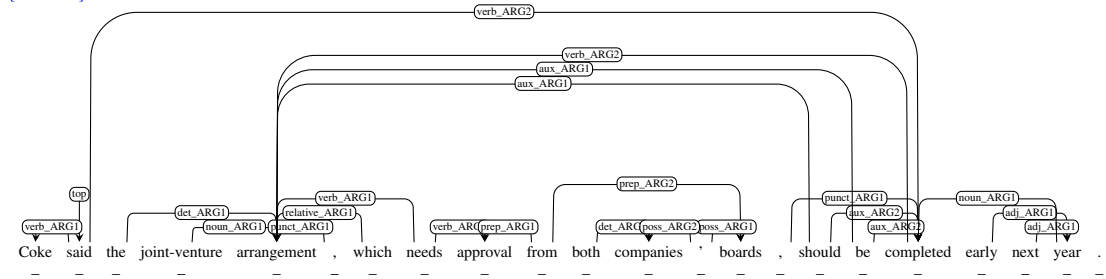 verb_ARG2
verb_ARG2
aux_ARG1
aux_ARG1
prep_ARG2
top
verb_ARG1
punct_ARG1
noun_ARG1
det_ARG1
relative_ARG1
aux_ARG2
adj_ARG1
verb_ARG1
noun_ARG1
punct_ARG1
verb_ARG
prep_ARG1
det_ARG
poss_ARG2
poss_ARG1
aux_ARG2
adj_ARG1
Coke said the joint-venture arrangement , which needs approval from both companies ' boards , should be completed early next year .